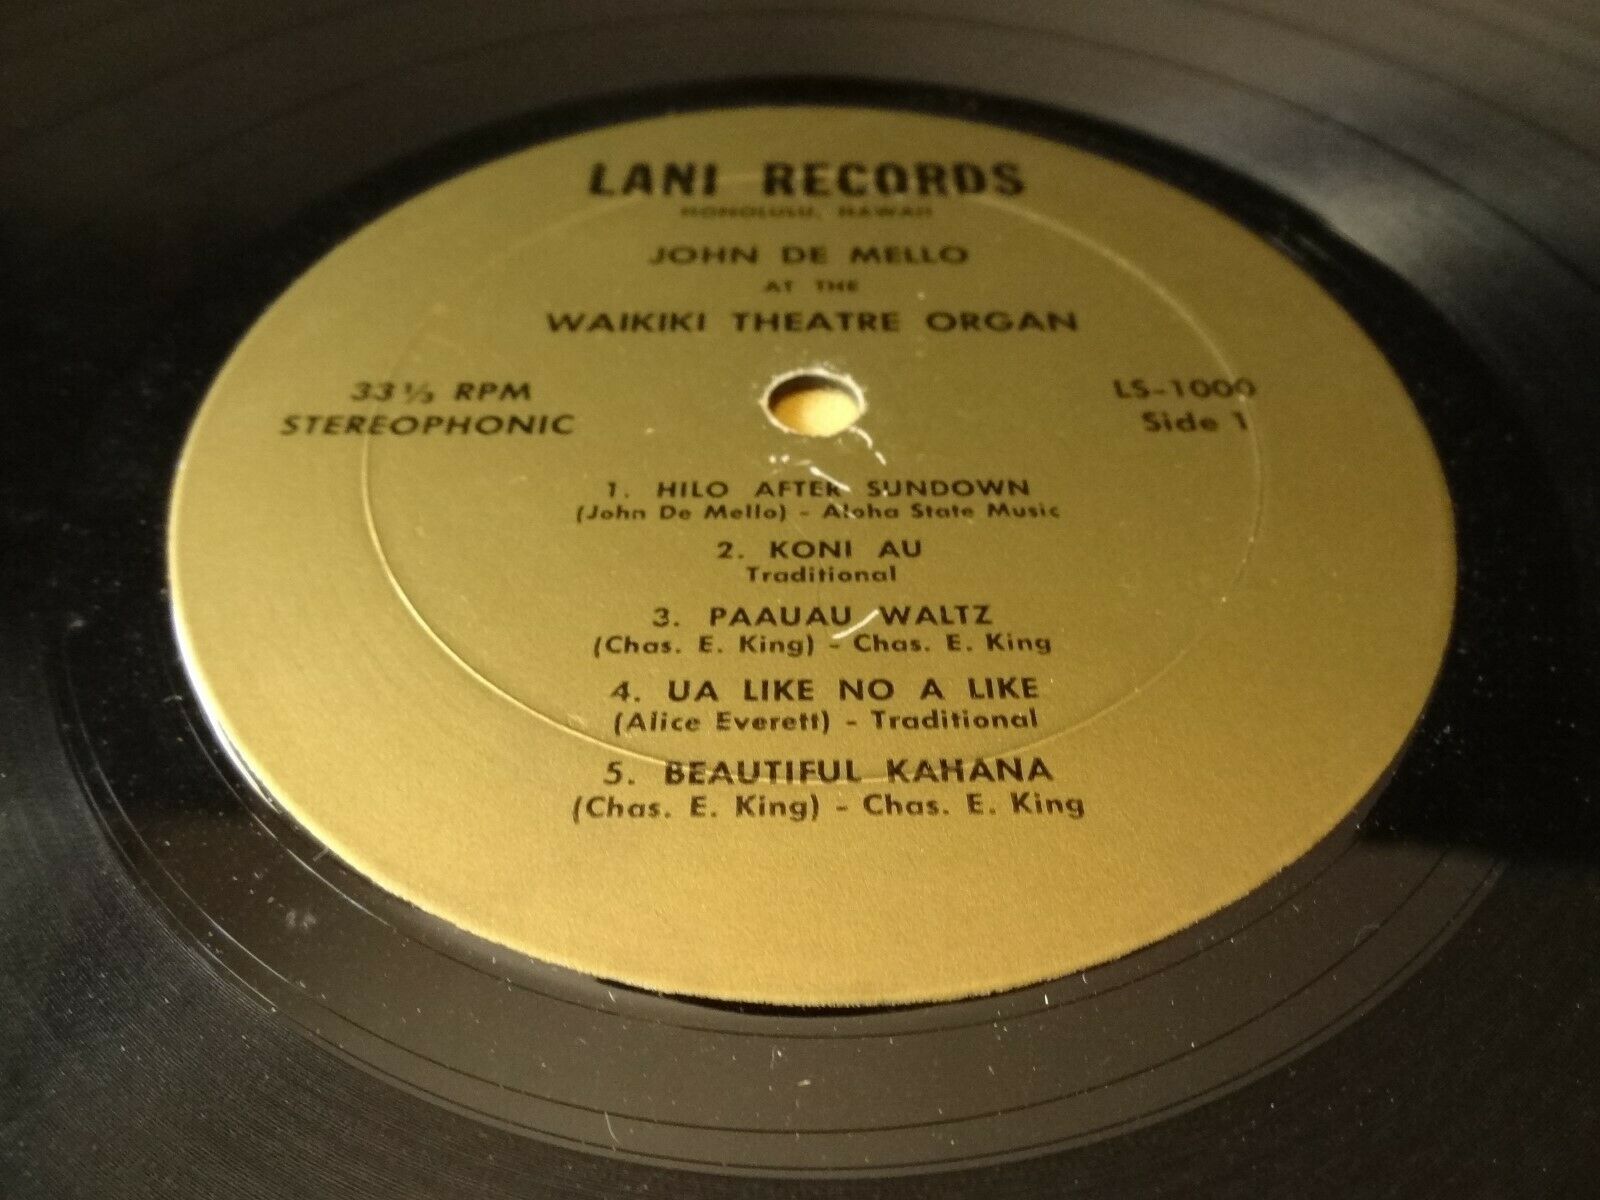 LANI RECORDS
HONOLULU, HAWAII
JOHN DE MELLO
AT THE
WAIKIKI THEATRE ORGAN
33⅓ RPM
STEREOPHONIC
LS-1000
Side 1
1. HILO AFTER SUNDOWN
(John De Mello) - Aloha State Music
2. KONI AU
Traditional
3. PAAUAU WALTZ
(Chas. E. King) - Chas. E. King
4. UA LIKE NO A LIKE
(Alice Everett) - Traditional
5. BEAUTIFUL KAHANA
(Chas. E. King) - Chas. E. King